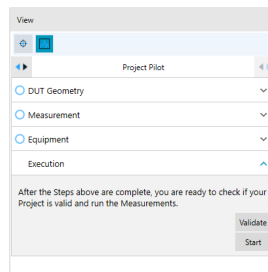 View
Project Pilot
DUT Geometry
Measurement
Equipment
Execution
After the Steps above are complete, you are ready to check if your
Project is valid and run the Measurements.
Validate
Start